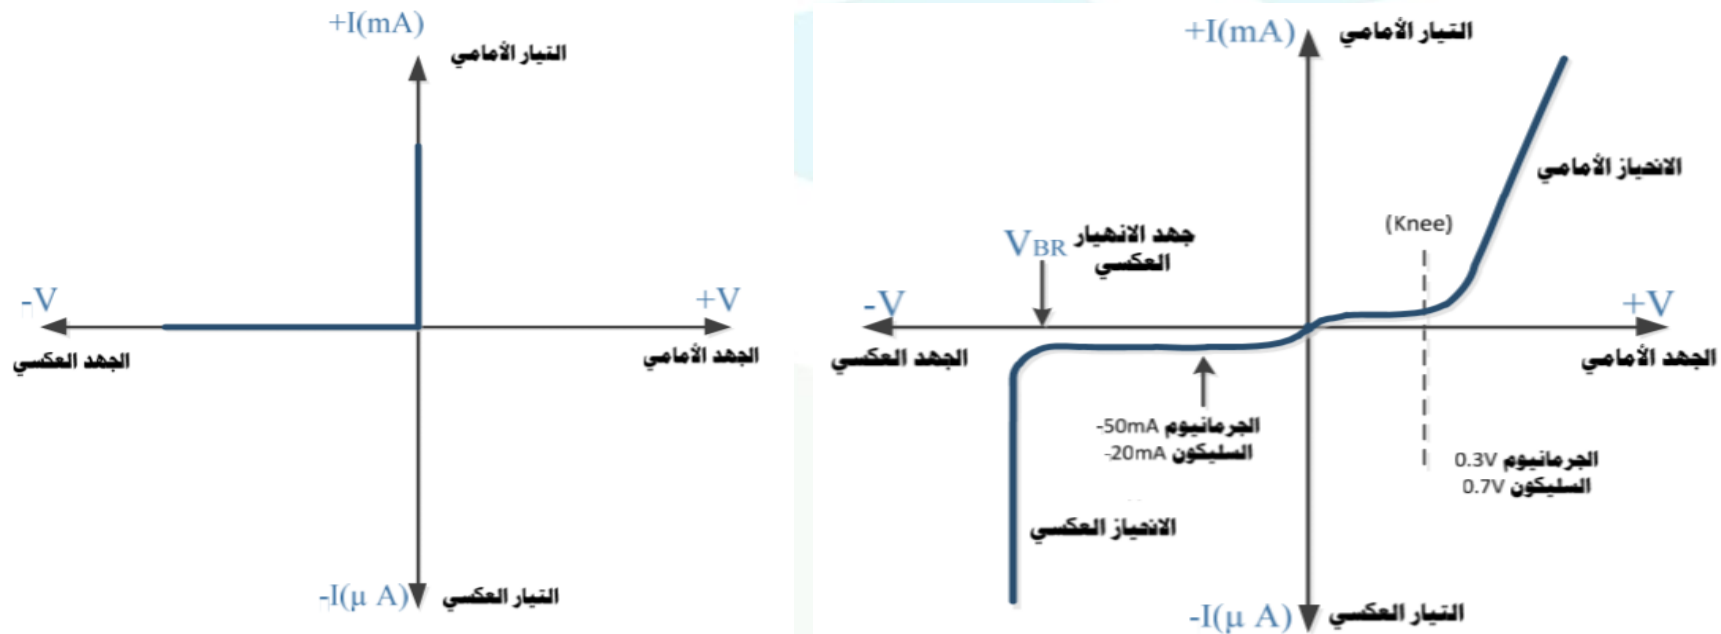 +I(mA)
التيار الأمامي
-V
+V
الجهد العكسي
الجهد الأمامي
-I(μ A)
التيار العكسي
+I(mA)
التيار الأمامي
الانحياز الأمامي
(Knee)
VBR جهد الانهيار
العكسي
-V
+V
الجهد العكسي
الجهد الأمامي
الجرمانيوم -50mA
السليكون -20mA
الجرمانيوم 0.3V
السليكون 0.7V
الانحياز العكسي
-I(μ A)
التيار العكسي